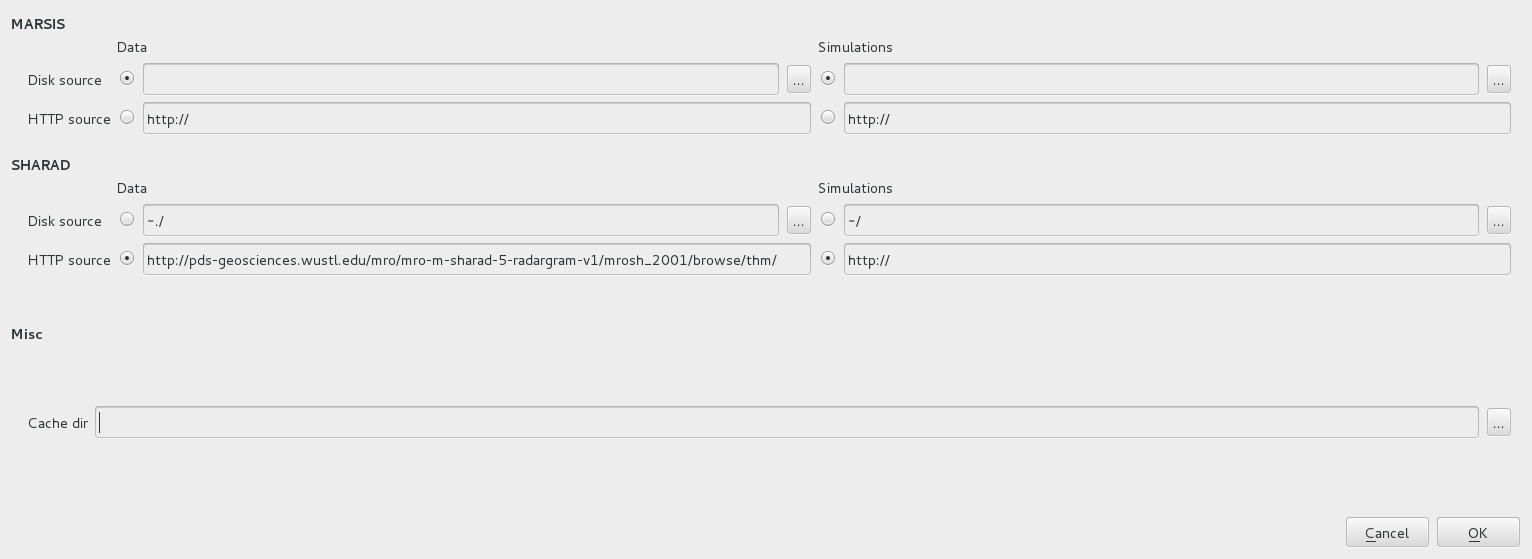 MARSIS
Data Simulations
Disk source ... ...
HTTP source http:// http://
SHARAD
Data Simulations
Disk source ~./ ... ~/ ...
HTTP source http://pds-geosciences.wustl.edu/mro/mro-m-sharad-5-radargram-v1/mrosh_2001/browse/thm/ http://
Misc
Cache dir ...
Cancel OK